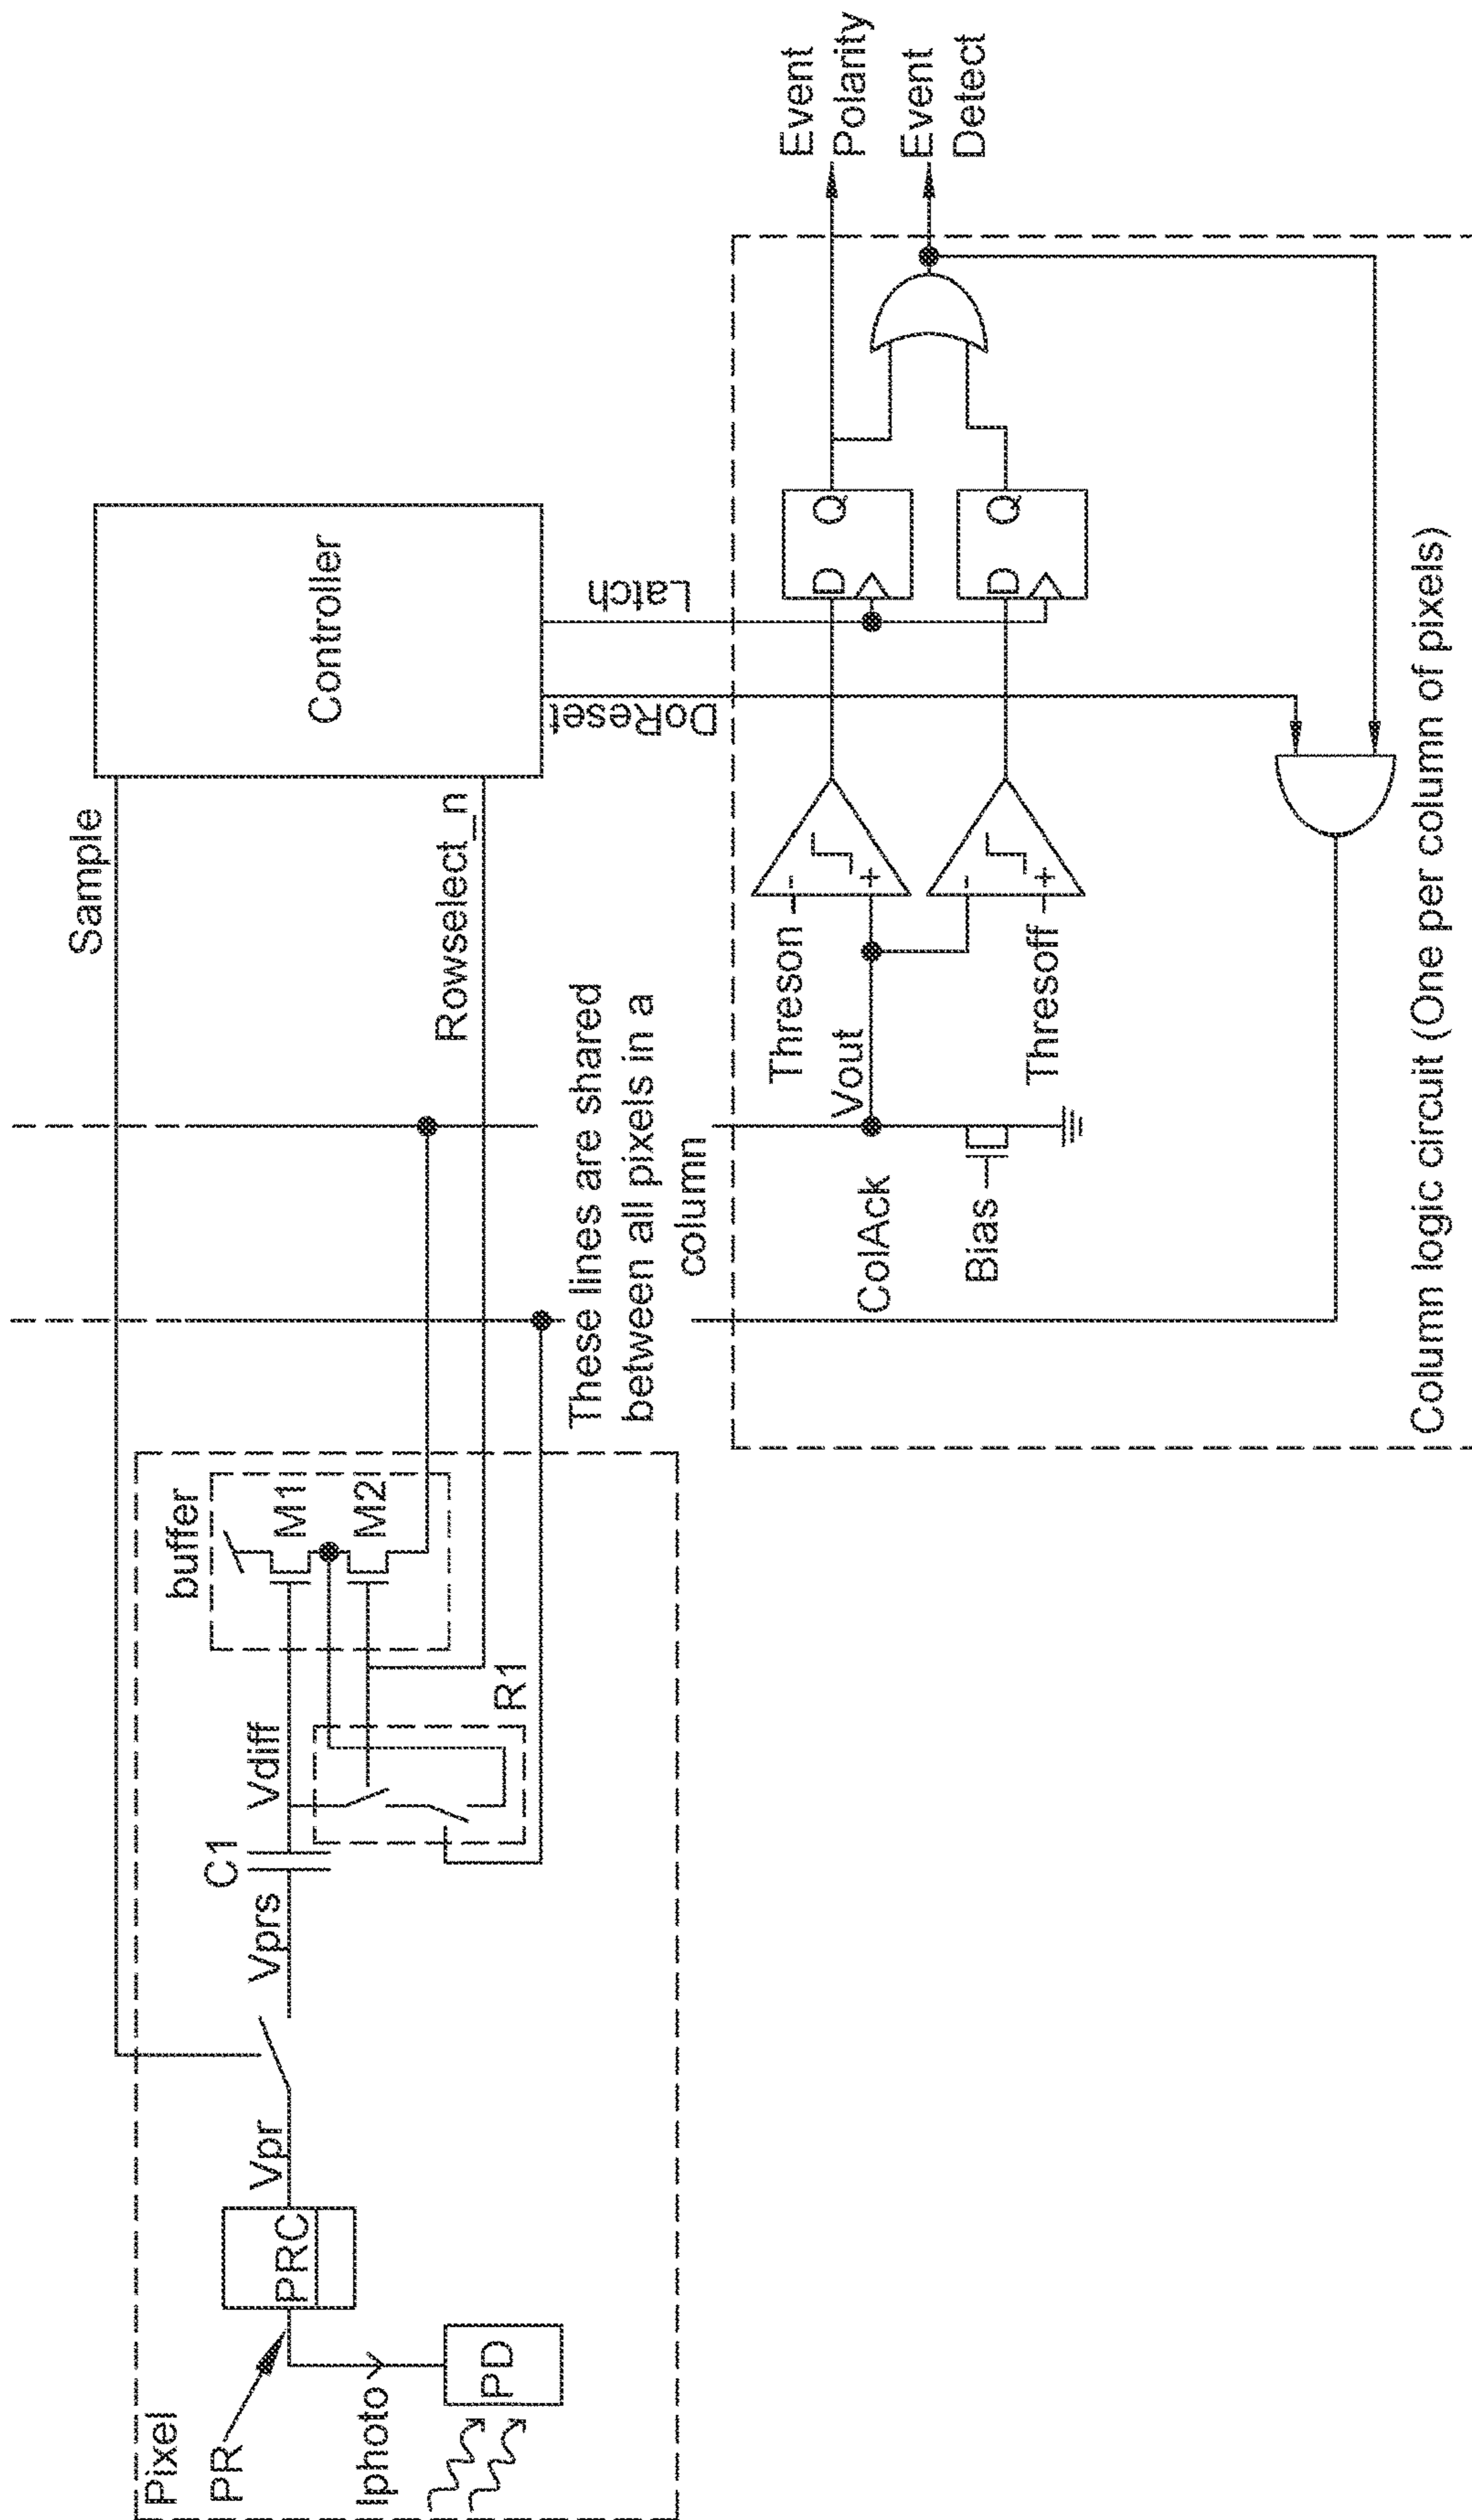 Sample
Controller
Rowselect_n
Latch
DoReset
Pixel
PR
PRC
Vpr
Vprs
C1
Vdiff
buffer
M1
M2
R1
Iphoto
PD
These lines are shared
between all pixels in a
column
Event
Polarity
Event
Detect
Threson
Vout
ColAck
Bias
Thresoff
-
+
-
+
D
Q
D
Q
Column logic circuit (One per column of pixels)